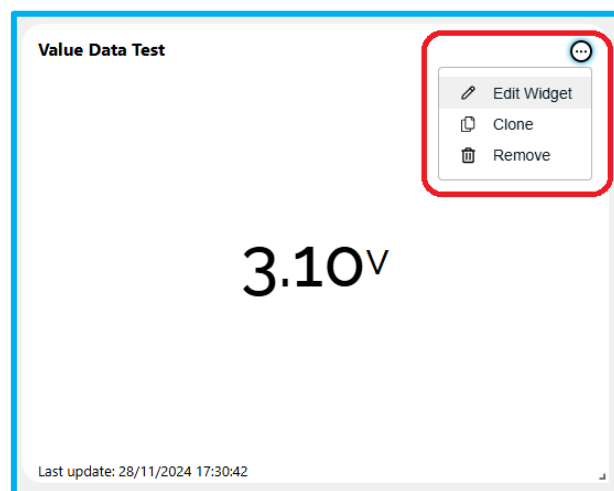 Value Data Test
Edit Widget
Clone
Remove
3.10V
Last update: 28/11/2024 17:30:42